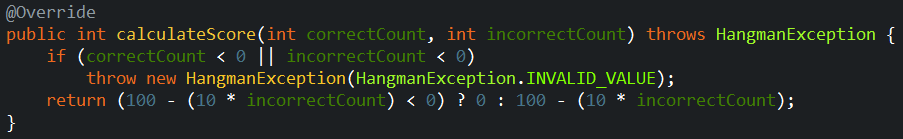 @Override
public int calculateScore(int correctCount, int incorrectCount) throws HangmanException {
    if (correctCount < 0 || incorrectCount < 0)
        throw new HangmanException(HangmanException.INVALID_VALUE);
    return (100 - (10 * incorrectCount) < 0) ? 0 : 100 - (10 * incorrectCount);
}